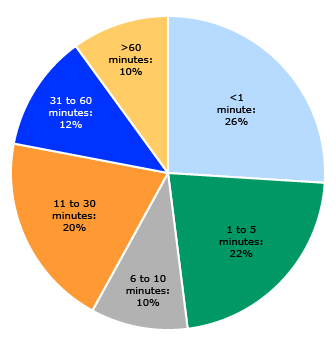 <1
minute:
26%
1 to 5
minutes:
22%
6 to 10
minutes:
10%
11 to 30
minutes:
20%
31 to 60
minutes:
12%
>60
minutes:
10%